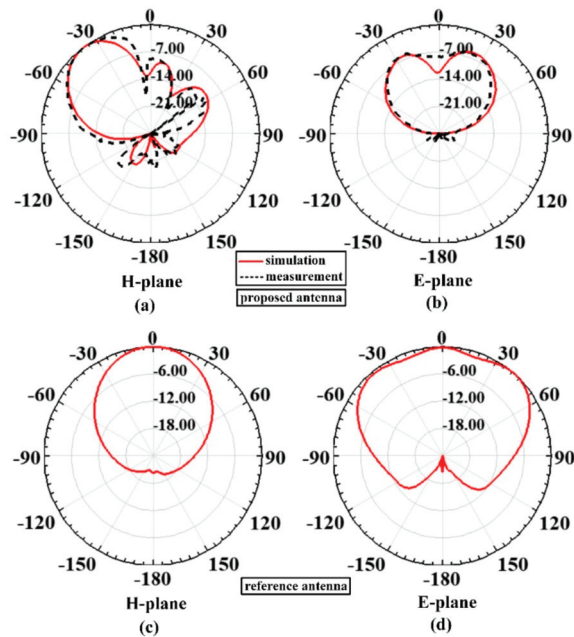 0 0
-30 30 -30 30
-7.00 -7.00
-60 60 -60 60
-14.00 -14.00
-21.00 -21.00
-90 90 -90 90
-120 120 -120 120
-150 150 -150 150
-180 -180
H-plane E-plane
simulation
measurement
(a) (b)
proposed antenna
0 0
-30 30 -30 30
-6.00 -6.00
-60 60 -60 60
-12.00 -12.00
-18.00 -18.00
-90 90 -90 90
-120 120 -120 120
-150 150 -150 150
-180 -180
reference antenna
H-plane E-plane
(c) (d)